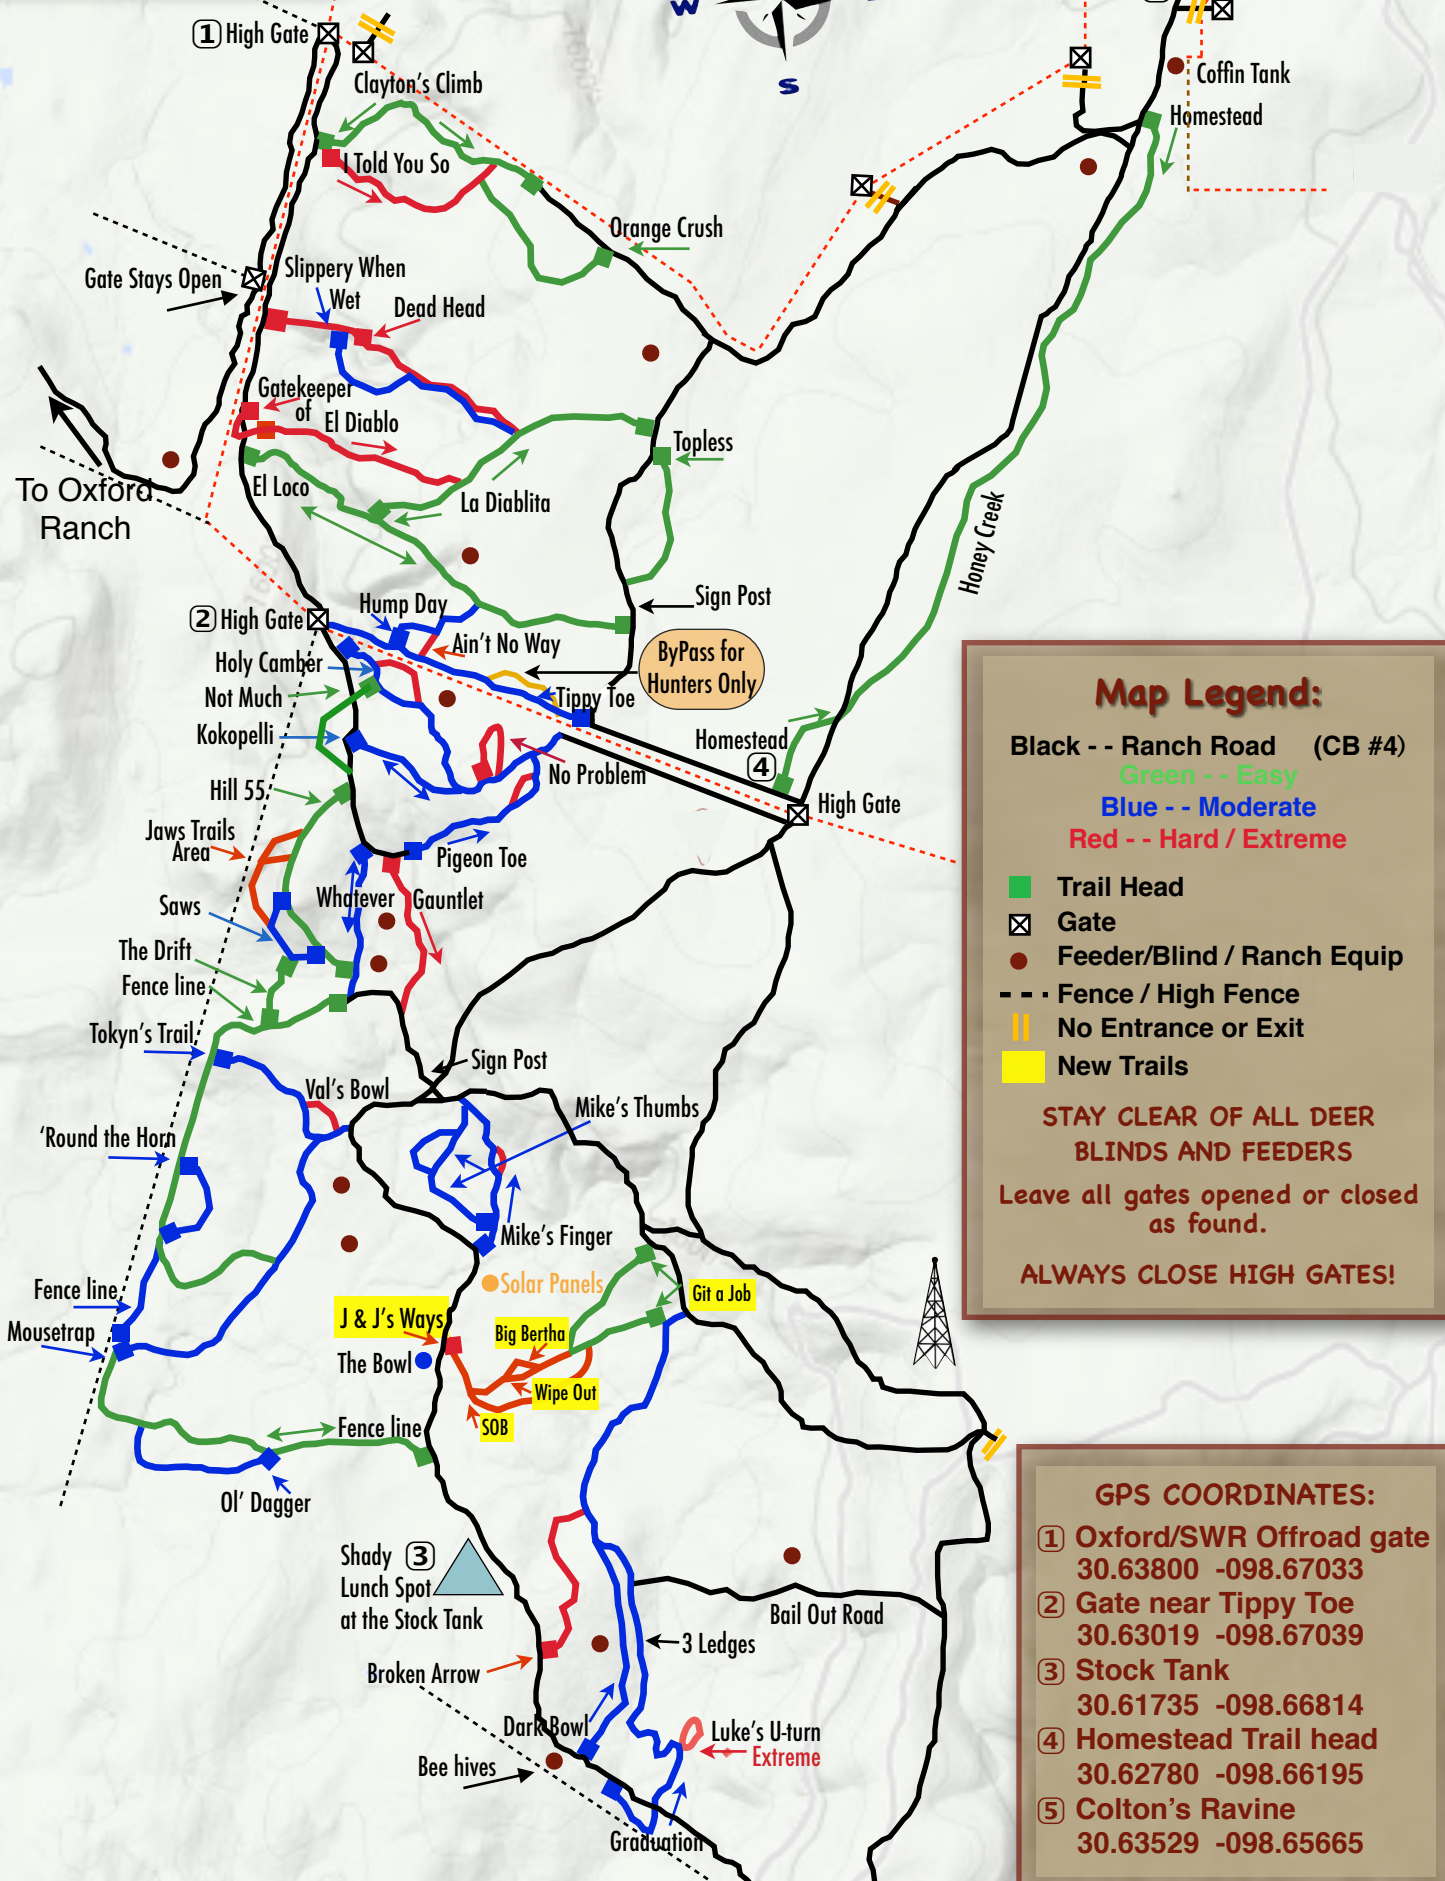 W
S
1 High Gate
Clayton's Climb
I Told You So
Coffin Tank
Homestead
Orange Crush
Gate Stays Open
Slippery When
Wet
Dead Head
Gatekeeper
of
El Diablo
Topless
To Oxford
Ranch
El Loco
La Diablita
Honey Creek
Sign Post
2 High Gate
Hump Day
Ain't No Way
ByPass for
Hunters Only
Holy Camber
Not Much
Tippy Toe
Kokopelli
Homestead
4
No Problem
High Gate
Hill 55
Jaws Trails
Area
Pigeon Toe
Whatever
Gauntlet
Saws
The Drift
Fence line
Tokyn's Trail
Sign Post
Val's Bowl
Mike's Thumbs
'Round the Horn
Mike's Finger
Solar Panels
Fence line
Git a Job
J & J's Ways
Big Bertha
Mousetrap
The Bowl
Wipe Out
SOB
Fence line
Ol' Dagger
Shady 3
Lunch Spot
at the Stock Tank
Bail Out Road
3 Ledges
Broken Arrow
Dark Bowl
Luke's U-turn
Extreme
Bee hives
Graduation
Map Legend:
Black - - Ranch Road (CB #4)
Green - - Easy
Blue - - Moderate
Red - - Hard / Extreme
Trail Head
Gate
Feeder/Blind / Ranch Equip
Fence / High Fence
No Entrance or Exit
New Trails
STAY CLEAR OF ALL DEER
BLINDS AND FEEDERS
Leave all gates opened or closed
as found.
ALWAYS CLOSE HIGH GATES!
GPS COORDINATES:
1 Oxford/SWR Offroad gate
30.63800 -098.67033
2 Gate near Tippy Toe
30.63019 -098.67039
3 Stock Tank
30.61735 -098.66814
4 Homestead Trail head
30.62780 -098.66195
5 Colton's Ravine
30.63529 -098.65665